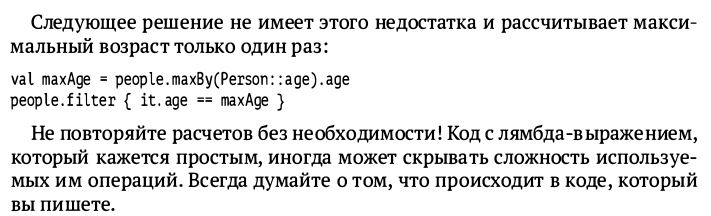 Следующее решение не имеет этого недостатка и рассчитывает макси-
мальный возраст только один раз:
val maxAge = people.maxBy(Person::age).age
people.filter { it.age == maxAge }
Не повторяйте расчетов без необходимости! Код с лямбда-выражением,
который кажется простым, иногда может скрывать сложность используе-
мых им операций. Всегда думайте о том, что происходит в коде, который
вы пишете.